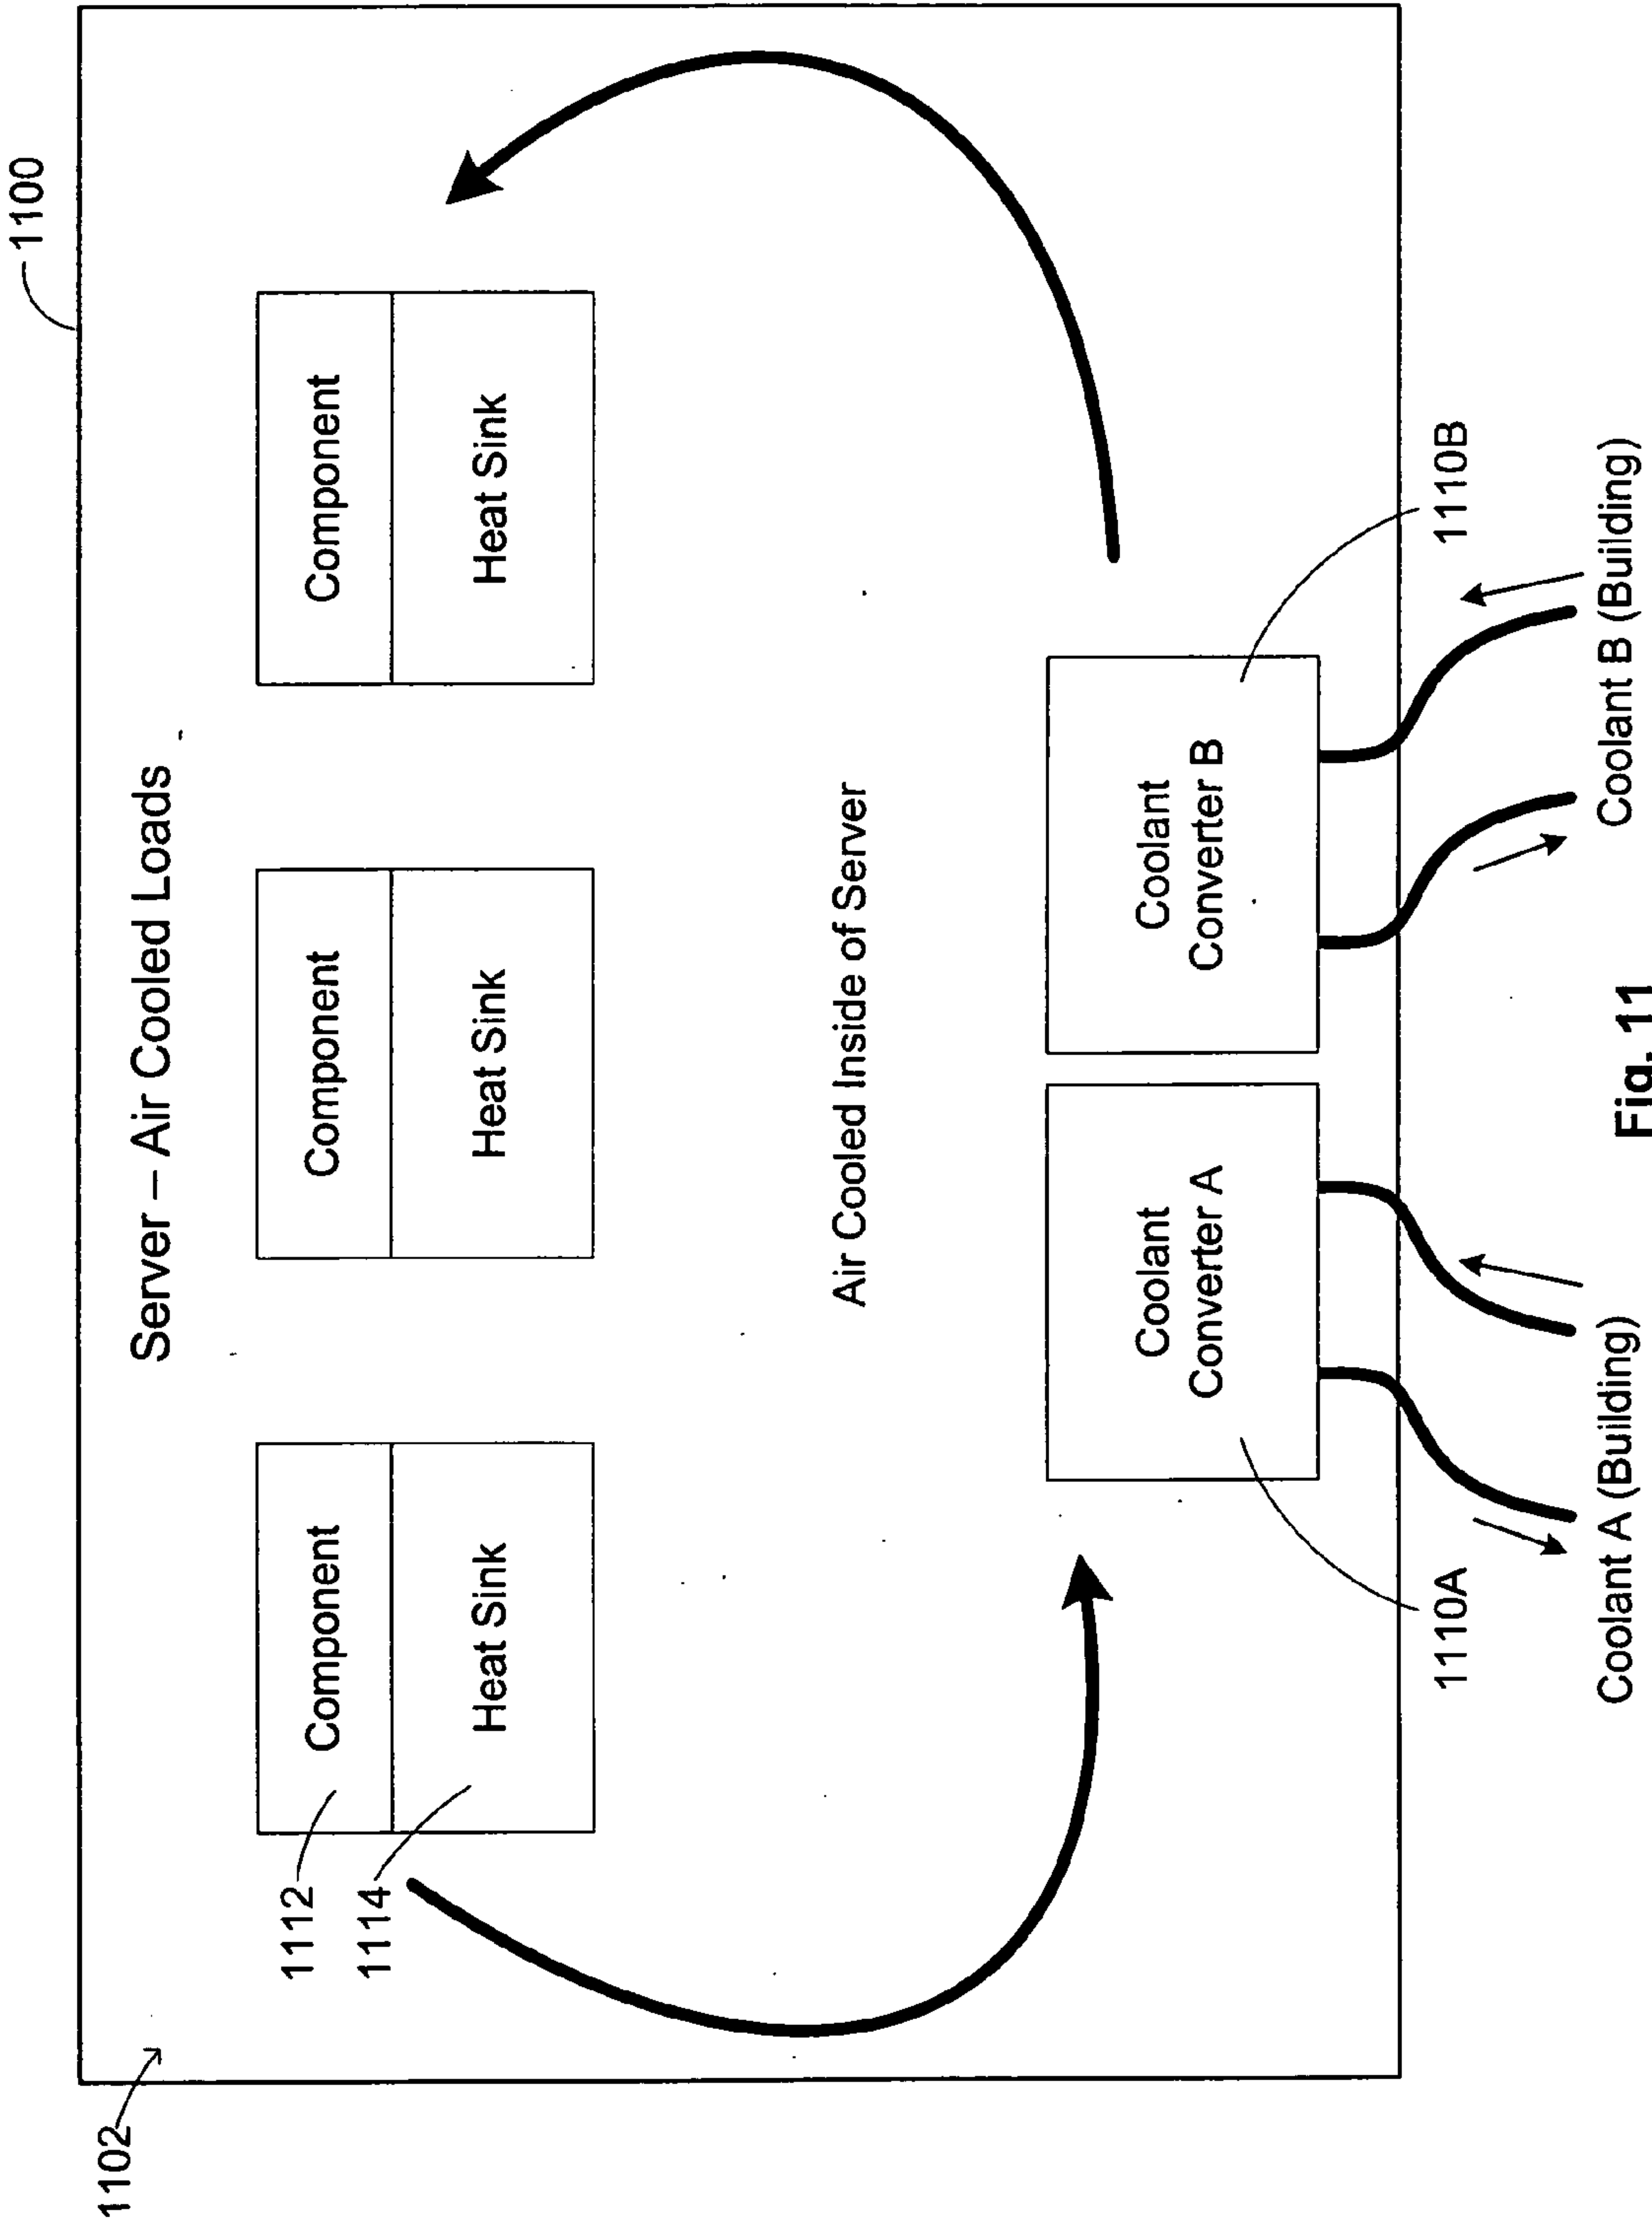 1100
1102
Server – Air Cooled Loads
1112
1114
Component
Heat Sink
Component
Heat Sink
Component
Heat Sink
Air Cooled Inside of Server
Coolant
Converter A
Coolant
Converter B
1110A
1110B
Coolant A (Building)
Coolant B (Building)
Fig. 11